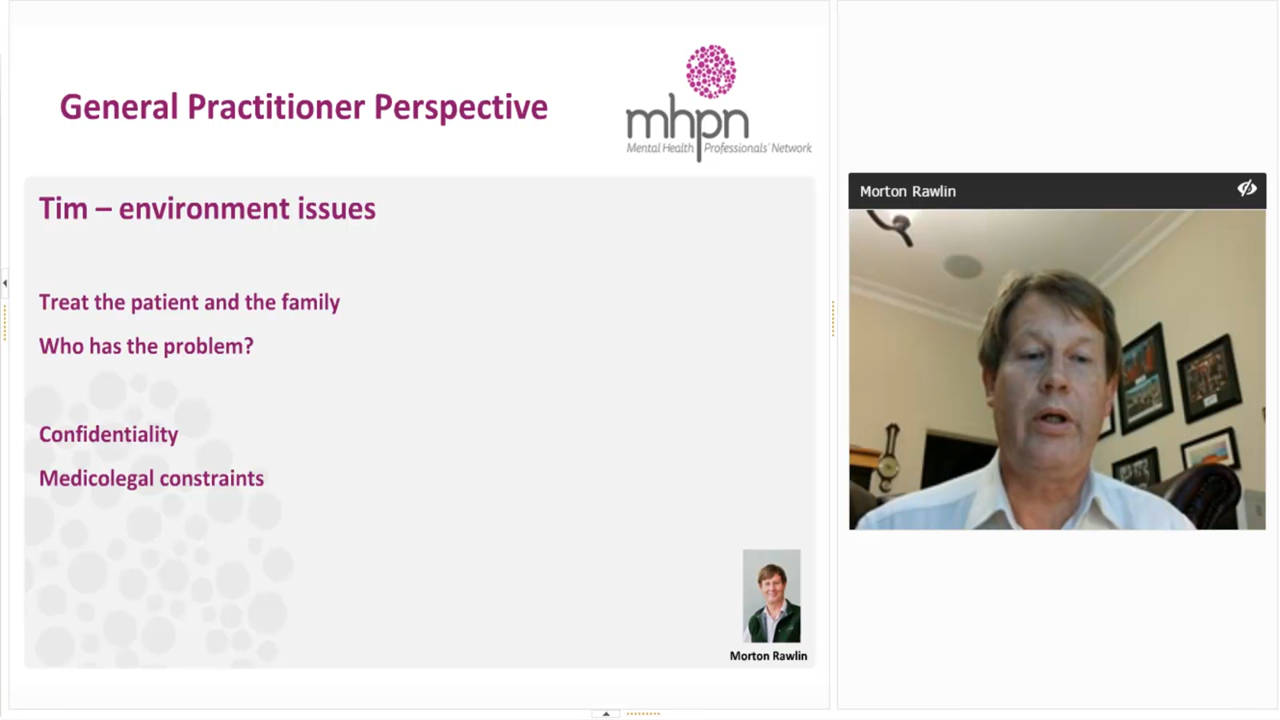 General Practitioner Perspective
mhpn
Mental Health Professionals' Network
Tim – environment issues
Treat the patient and the family
Who has the problem?
Confidentiality
Medicolegal constraints
Morton Rawlin
Morton Rawlin